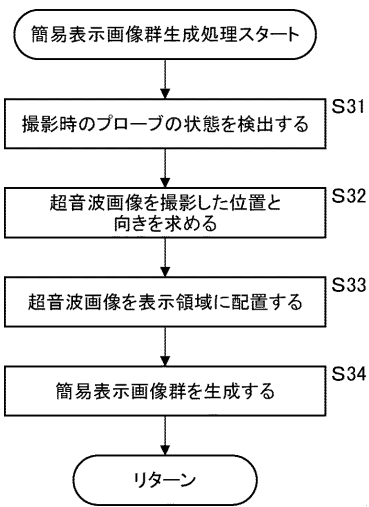 簡易表示画像群生成処理スタート
S31
撮影時のプローブの状態を検出する
S32
超音波画像を撮影した位置と
向きを求める
S33
超音波画像を表示領域に配置する
S34
簡易表示画像群を生成する
リターン